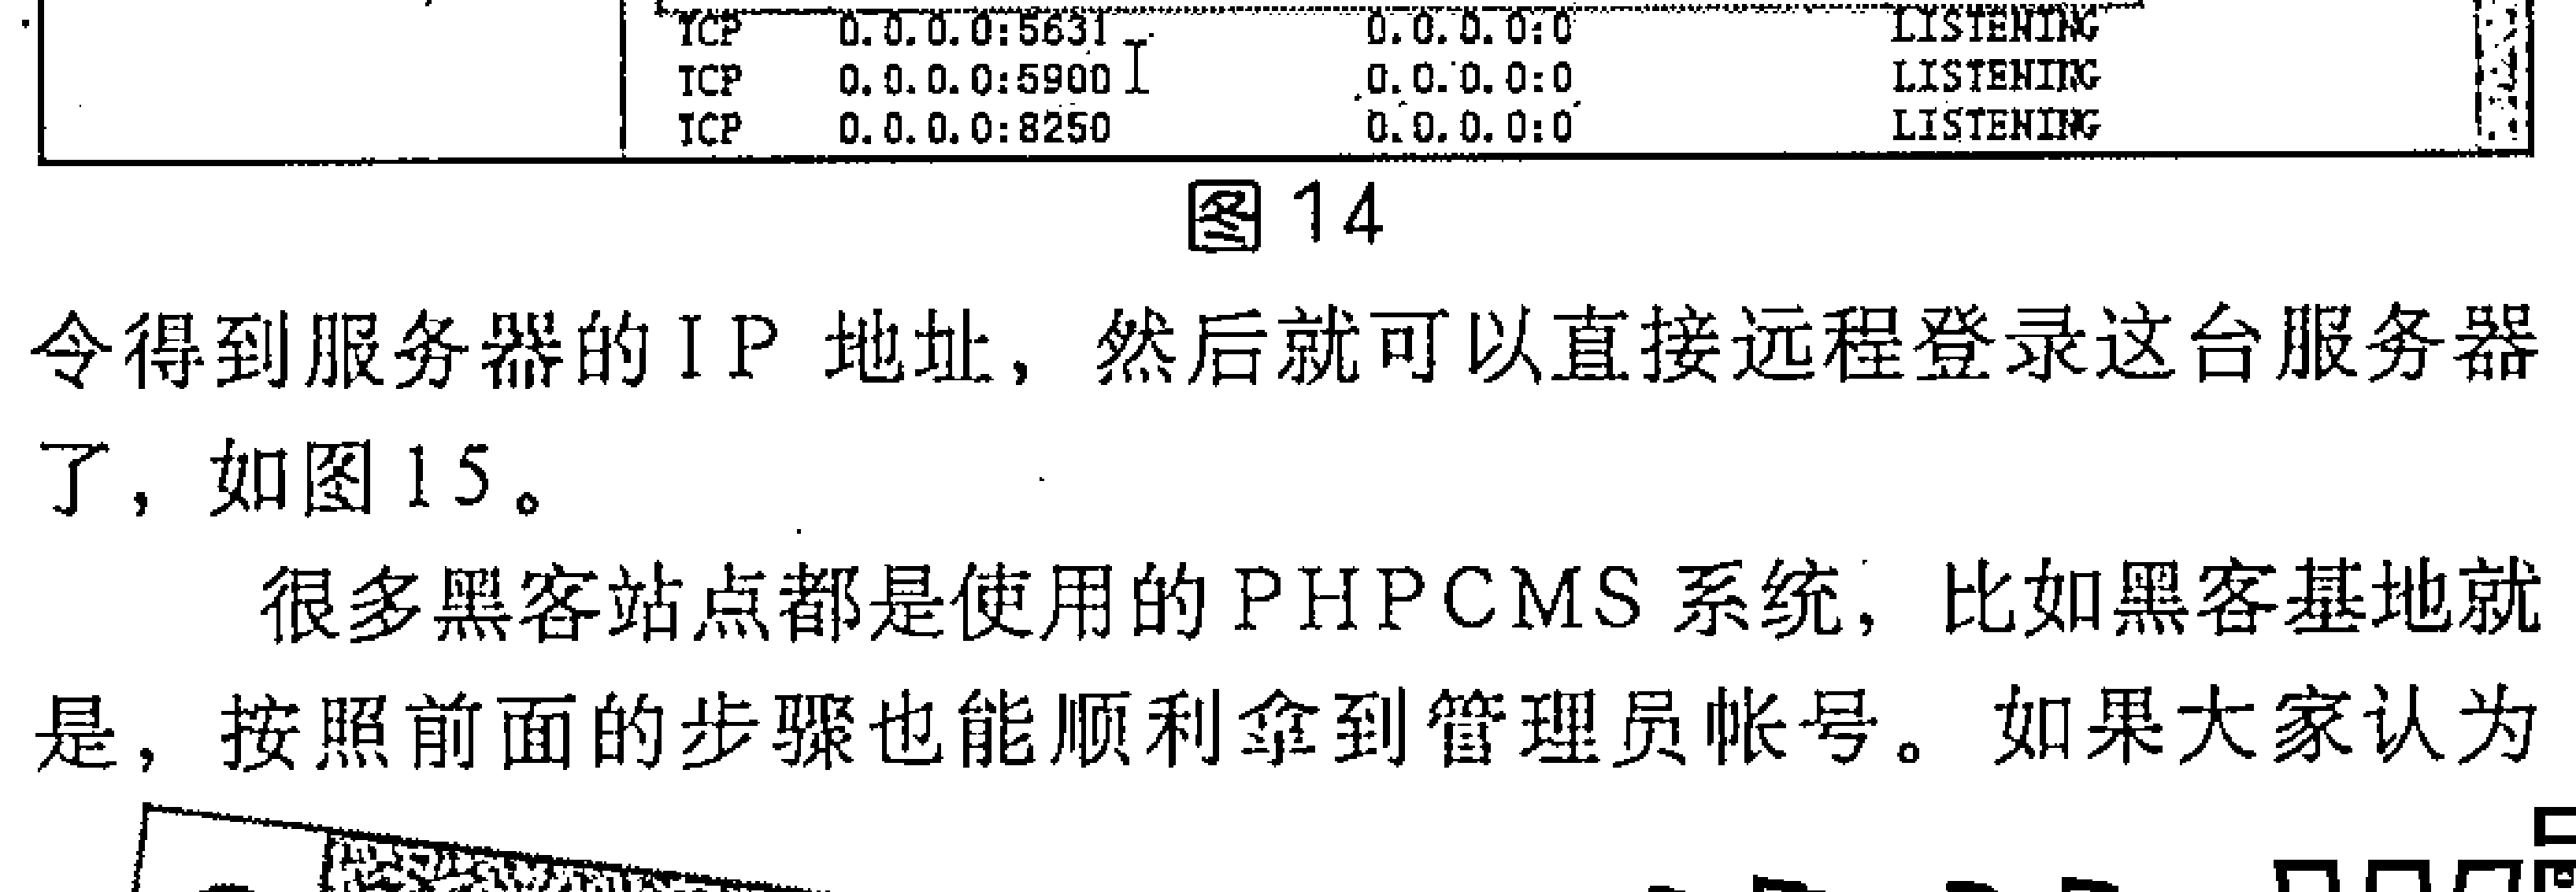 TCP 0.0.0.0:5631 0.0.0.0:0 LISTENING
TCP 0.0.0.0:5900 0.0.0.0:0 LISTENING
TCP 0.0.0.0:8250 0.0.0.0:0 LISTENING
图14
令得到服务器的IP 地址，然后就可以直接远程登录这台服务器
了，如图15。
很多黑客站点都是使用的PHPCMS系统，比如黑客基地就
是，按照前面的步骤也能顺利拿到管理员帐号。如果大家认为